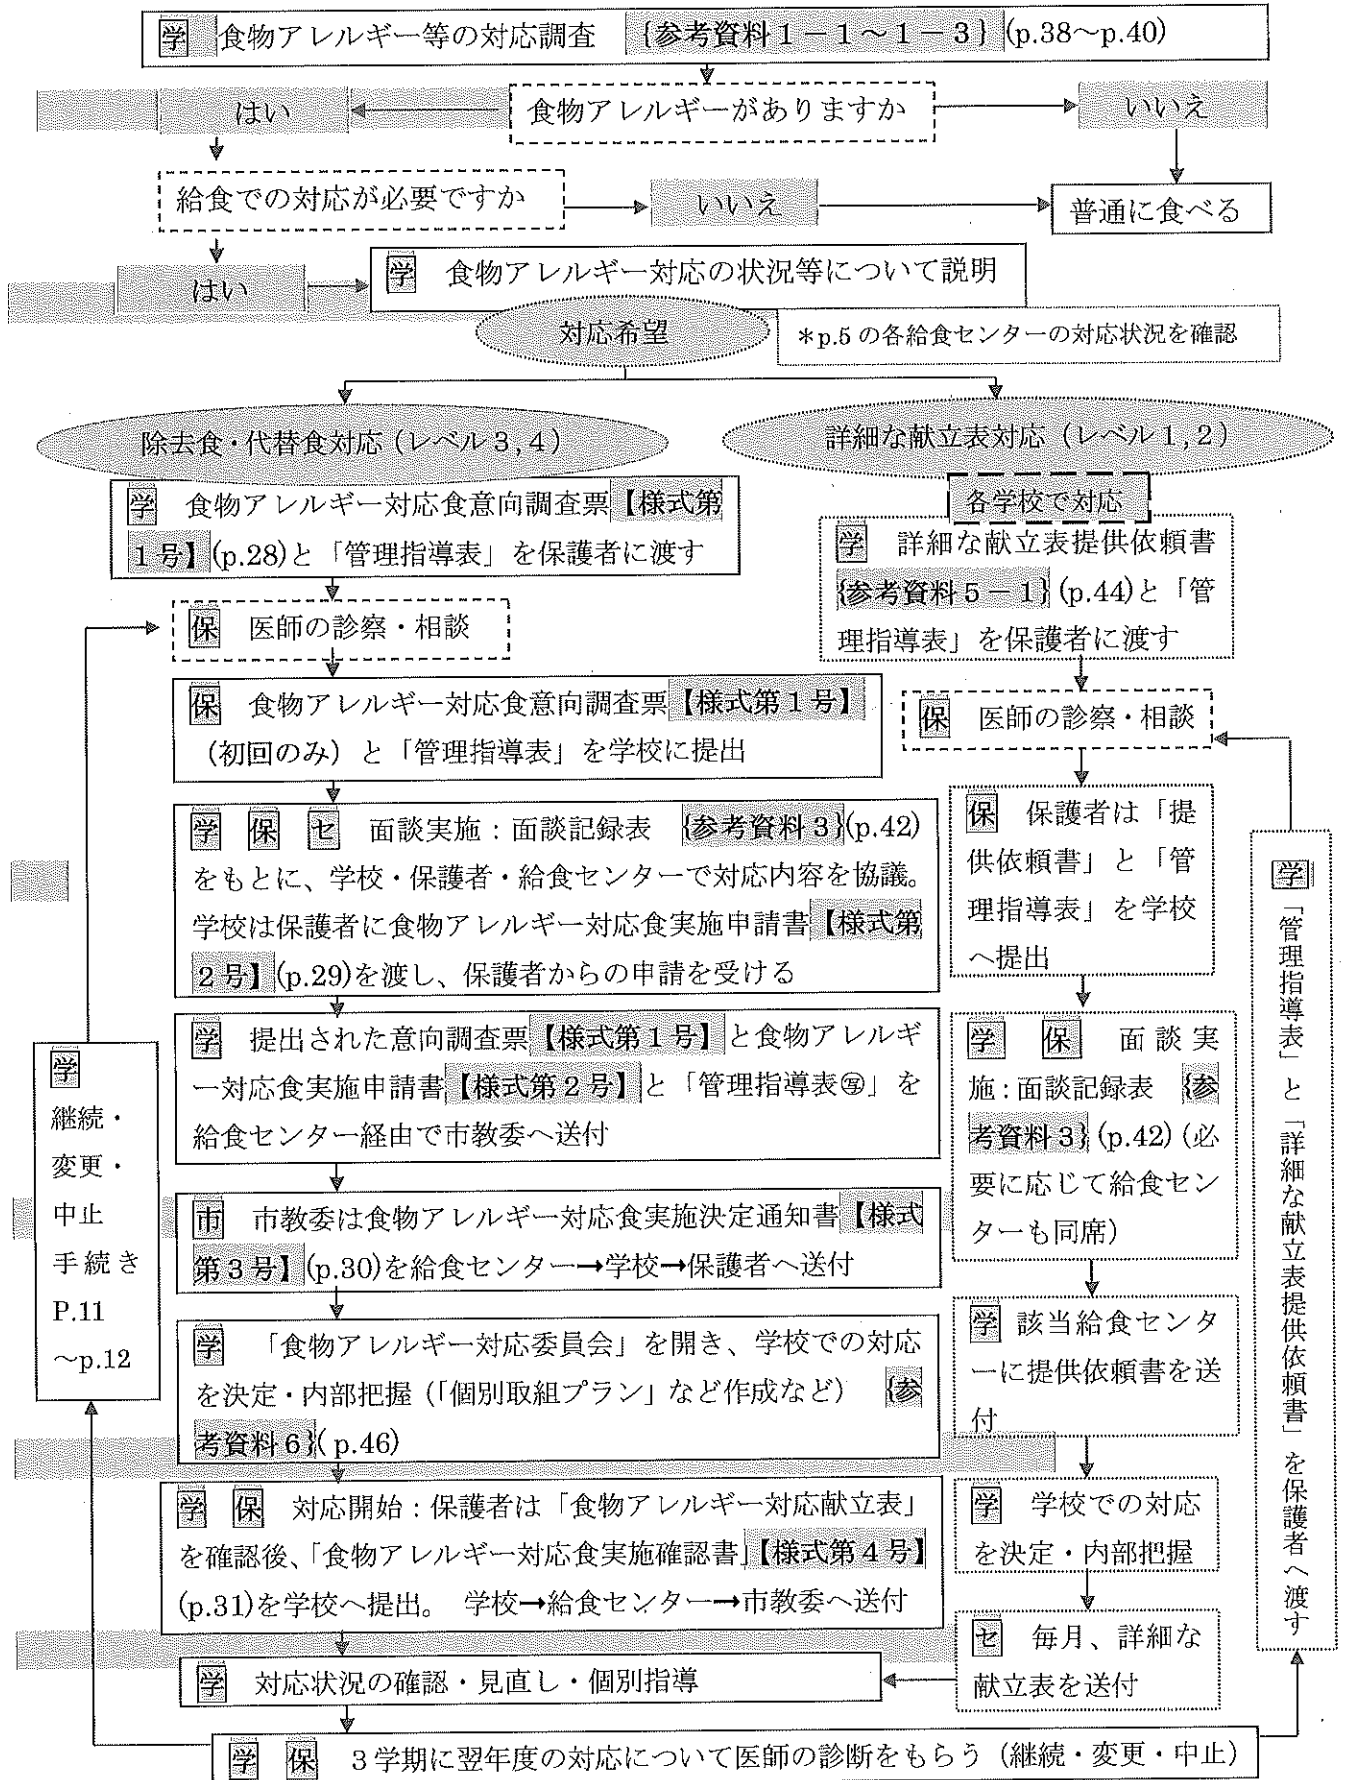 学 食物アレルギー等の対応調査 {参考資料1-1～1-3}(p.38～p.40)
はい
食物アレルギーがありますか
いいえ
給食での対応が必要ですか
いいえ
普通に食べる
はい
学 食物アレルギー対応の状況等について説明
対応希望
＊p.5 の各給食センターの対応状況を確認
除去食・代替食対応（レベル3,4）
詳細な献立表対応（レベル1,2）
学 食物アレルギー対応食意向調査票【様式第
1号】(p.28)と「管理指導表」を保護者に渡す
各学校で対応
学 詳細な献立表提供依頼書
{参考資料5-1}(p.44)と「管
理指導表」を保護者に渡す
保 医師の診察・相談
保 食物アレルギー対応食意向調査票【様式第1号】
（初回のみ）と「管理指導表」を学校に提出
保 医師の診察・相談
学 保 セ 面談実施：面談記録表 {参考資料3}(p.42)
をもとに、学校・保護者・給食センターで対応内容を協議。
学校は保護者に食物アレルギー対応食実施申請書【様式第
2号】(p.29)を渡し、保護者からの申請を受ける
保 保護者は「提
供依頼書」と「管
理指導表」を学校
へ提出
学 提出された意向調査票【様式第1号】と食物アレルギ
ー対応食実施申請書【様式第2号】と「管理指導表㊢」を
給食センター経由で市教委へ送付
学 保 面談実
施：面談記録表 {参
考資料3}(p.42)（必
要に応じて給食セン
ターも同席）
市 市教委は食物アレルギー対応食実施決定通知書【様式
第3号】(p.30)を給食センター→学校→保護者へ送付
学 「食物アレルギー対応委員会」を開き、学校での対応
を決定・内部把握（「個別取組プラン」など作成など） {参
考資料6}(p.46)
学 該当給食センタ
ーに提供依頼書を送
付
学 保 対応開始：保護者は「食物アレルギー対応献立表」
を確認後、「食物アレルギー対応食実施確認書」【様式第4号】
(p.31)を学校へ提出。 学校→給食センター→市教委へ送付
学 学校での対応
を決定・内部把握
セ 毎月、詳細な
献立表を送付
学 対応状況の確認・見直し・個別指導
学 保 3学期に翌年度の対応について医師の診断をもらう（継続・変更・中止）
学
継続・
変更・
中止
手続き
P.11
～p.12
学「管理指導表」と「詳細な献立表提供依頼書」を保護者へ渡す